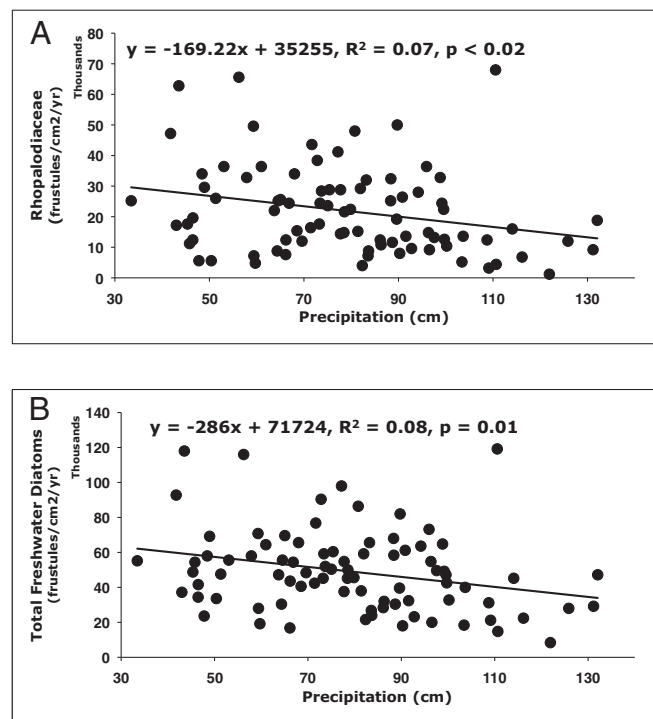 A
y = -169.22x + 35255, R² = 0.07, p < 0.02
Thousands
Rhopalodiaceae
(frustules/cm2/yr)
80
70
60
50
40
30
20
10
0
30 50 70 90 110 130
Precipitation (cm)
B
y = -286x + 71724, R² = 0.08, p = 0.01
Thousands
Total Freshwater Diatoms
(frustules/cm2/yr)
140
120
100
80
60
40
20
0
30 50 70 90 110 130
Precipitation (cm)